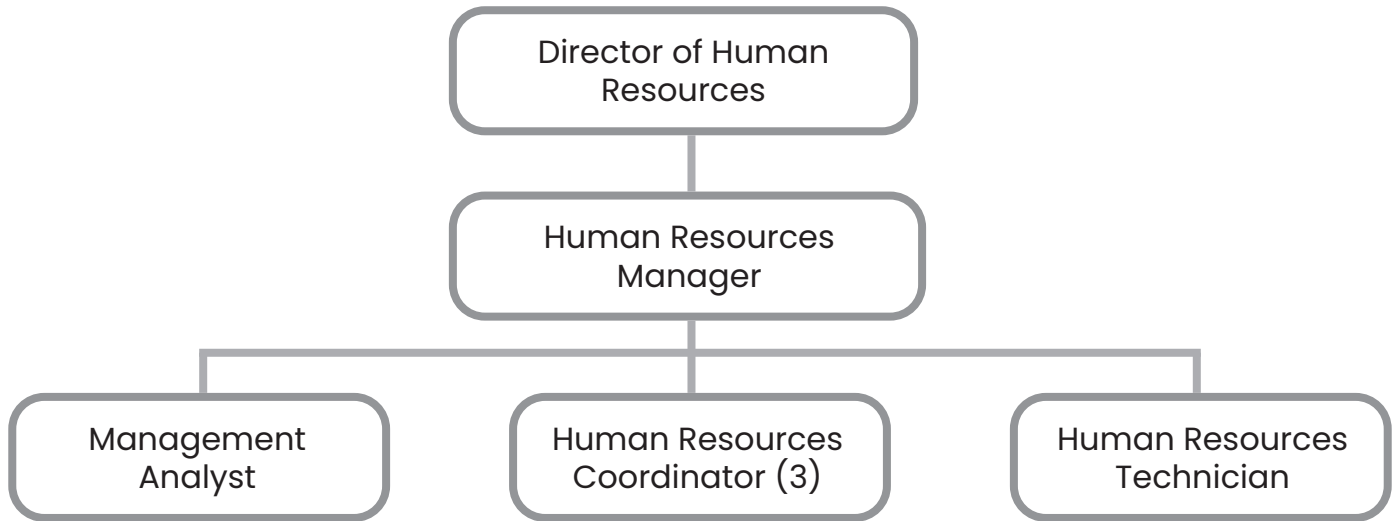 Director of Human
Resources
Human Resources
Manager
Management
Analyst
Human Resources
Coordinator (3)
Human Resources
Technician